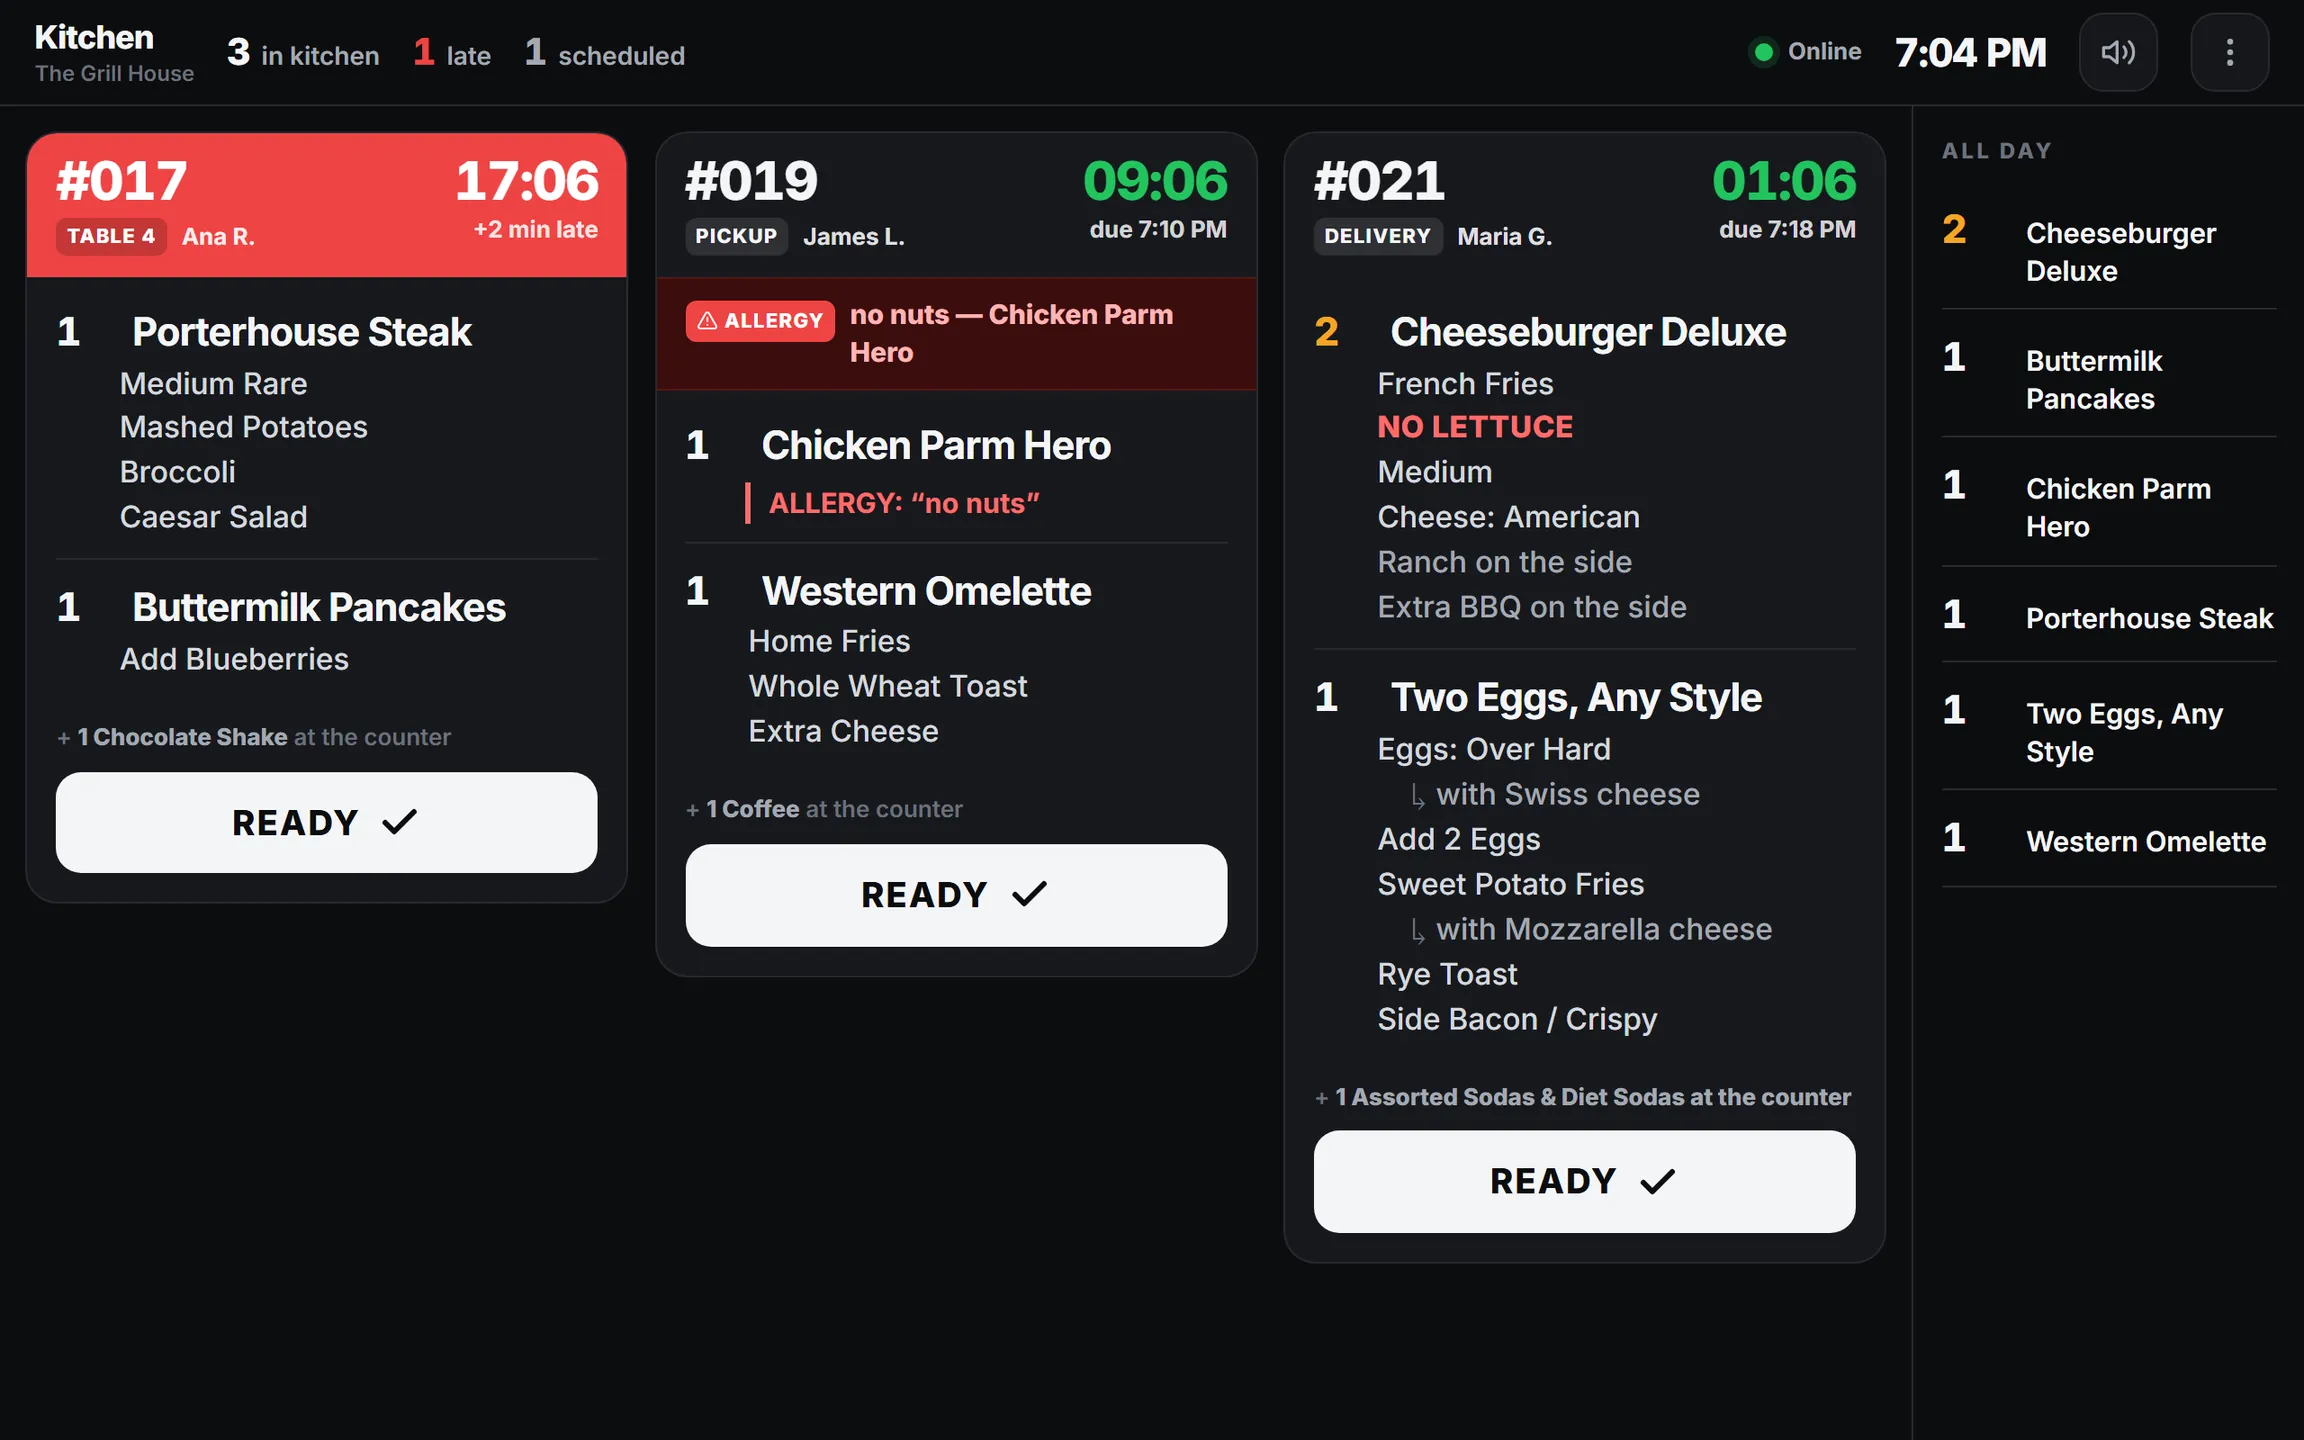 Kitchen
The Grill House
3 in kitchen 1 late 1 scheduled
Online 7:04 PM
#017 17:06
TABLE 4 Ana R. +2 min late
1 Porterhouse Steak
Medium Rare
Mashed Potatoes
Broccoli
Caesar Salad
1 Buttermilk Pancakes
Add Blueberries
+ 1 Chocolate Shake at the counter
READY
#019 09:06
PICKUP James L. due 7:10 PM
ALLERGY no nuts — Chicken Parm
Hero
1 Chicken Parm Hero
ALLERGY: “no nuts”
1 Western Omelette
Home Fries
Whole Wheat Toast
Extra Cheese
+ 1 Coffee at the counter
READY
#021 01:06
DELIVERY Maria G. due 7:18 PM
2 Cheeseburger Deluxe
French Fries
NO LETTUCE
Medium
Cheese: American
Ranch on the side
Extra BBQ on the side
1 Two Eggs, Any Style
Eggs: Over Hard
↳ with Swiss cheese
Add 2 Eggs
Sweet Potato Fries
↳ with Mozzarella cheese
Rye Toast
Side Bacon / Crispy
+ 1 Assorted Sodas & Diet Sodas at the counter
READY
ALL DAY
2 Cheeseburger
Deluxe
1 Buttermilk
Pancakes
1 Chicken Parm
Hero
1 Porterhouse Steak
1 Two Eggs, Any
Style
1 Western Omelette